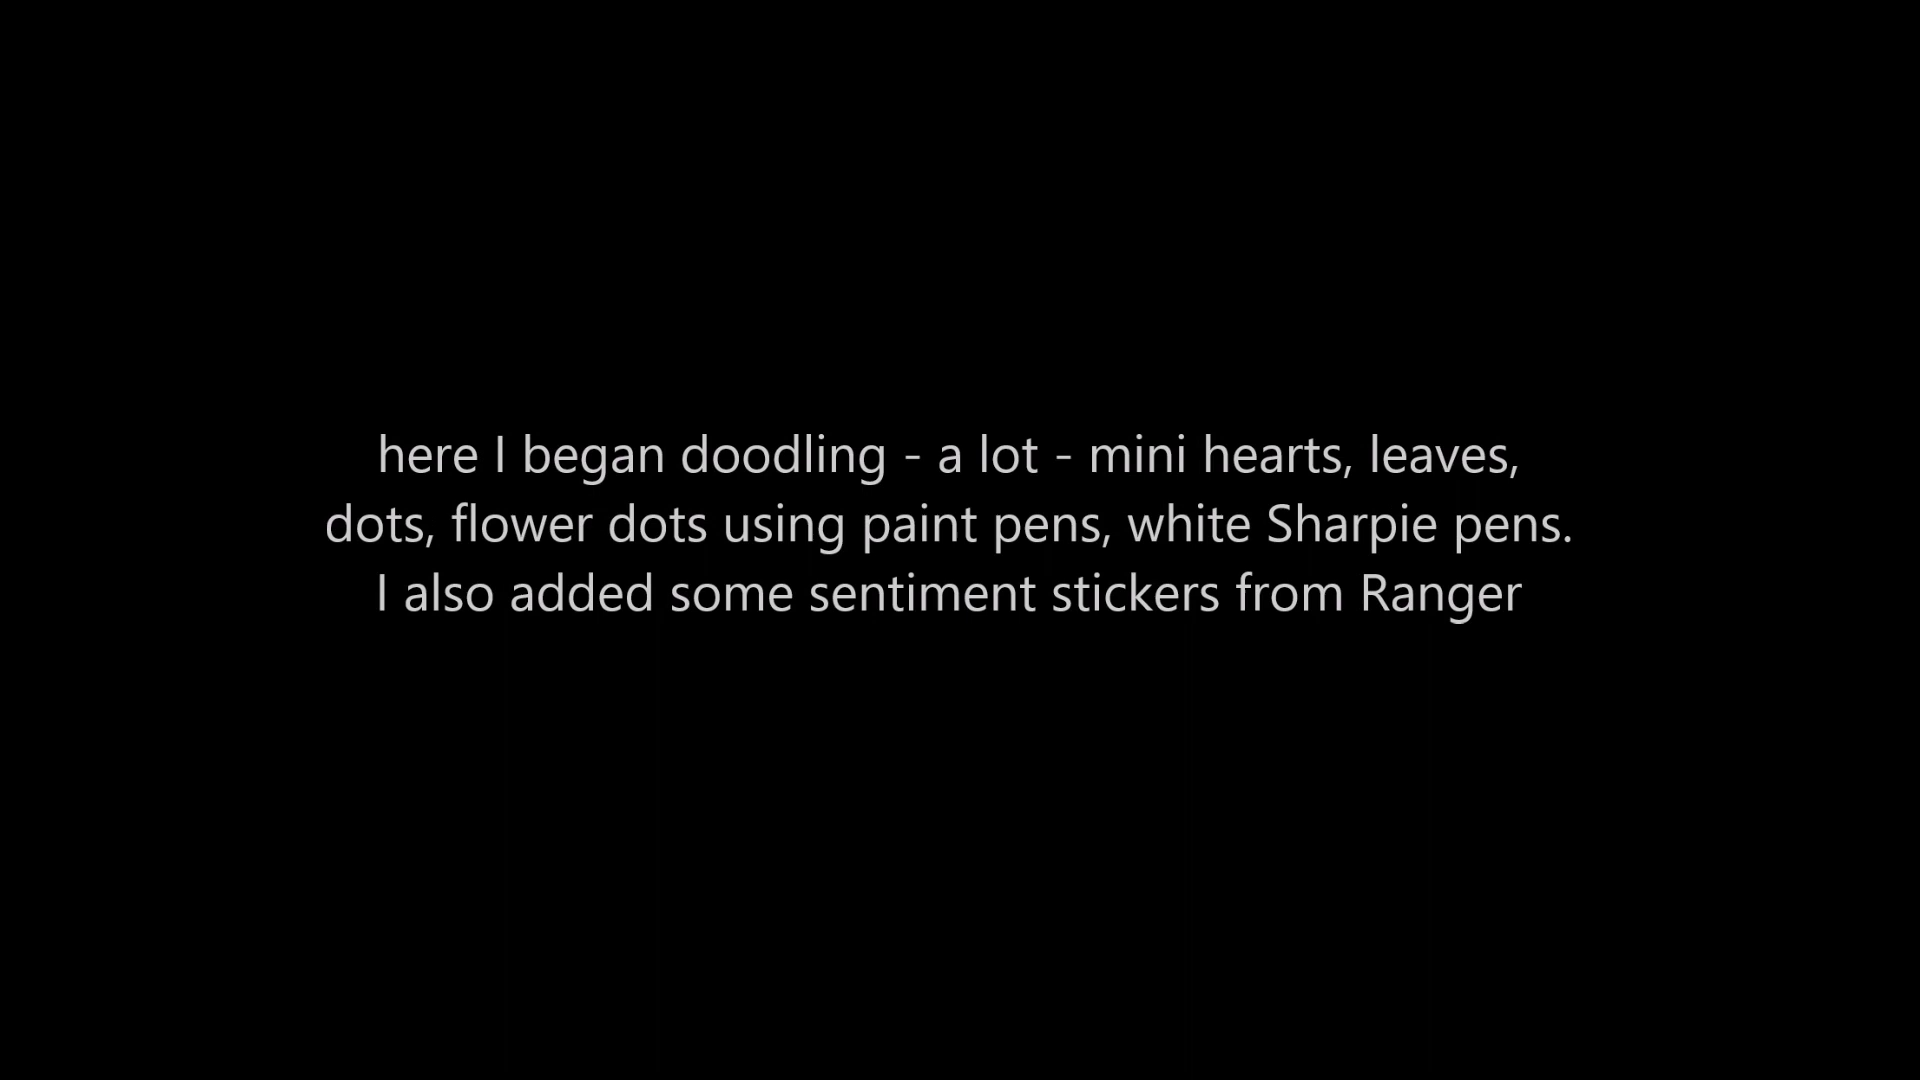 here I began doodling - a lot - mini hearts, leaves,
dots, flower dots using paint pens, white Sharpie pens.
I also added some sentiment stickers from Ranger